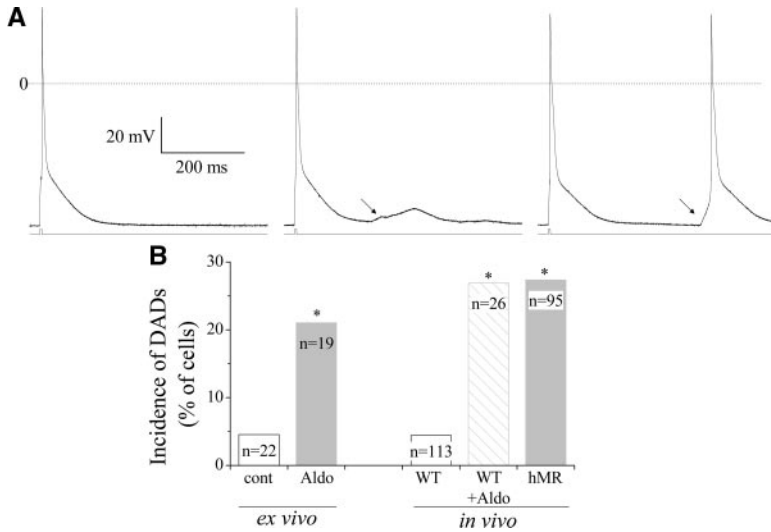 A
0
20 mV
200 ms
B
Incidence of DADs
(% of cells)
30
20
10
0
n=22
* n=19
n=113
* n=26
* n=95
cont Aldo WT WT hMR
+Aldo
ex vivo in vivo